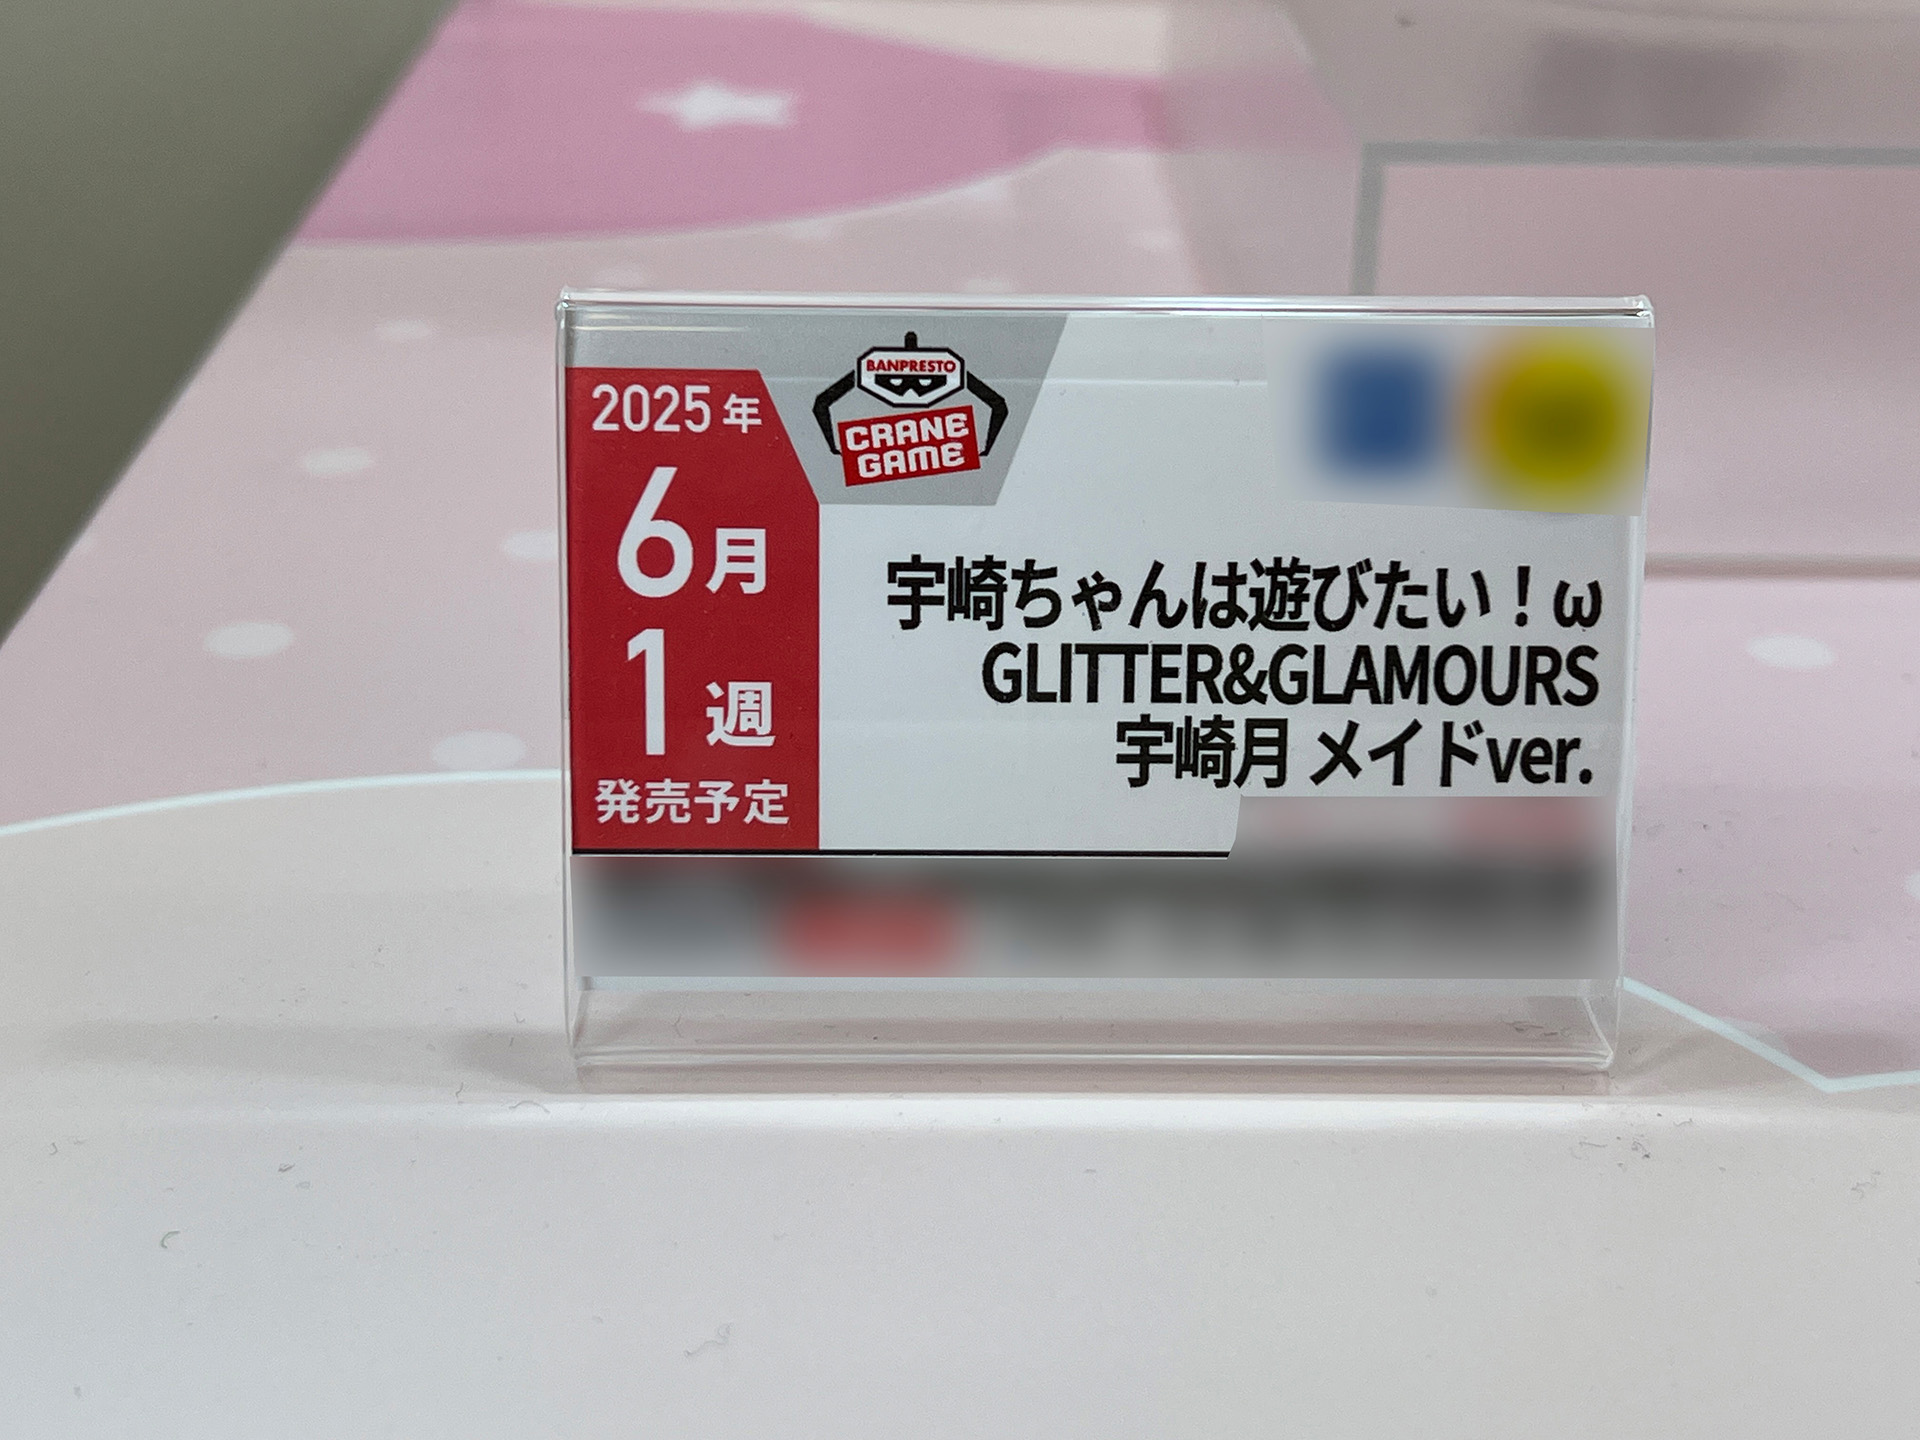 2025年
6月
1週
発売予定
BANPRESTO
CRANE
GAME
宇崎ちゃんは遊びたい！ω
GLITTER&GLAMOURS
宇崎月 メイドver.